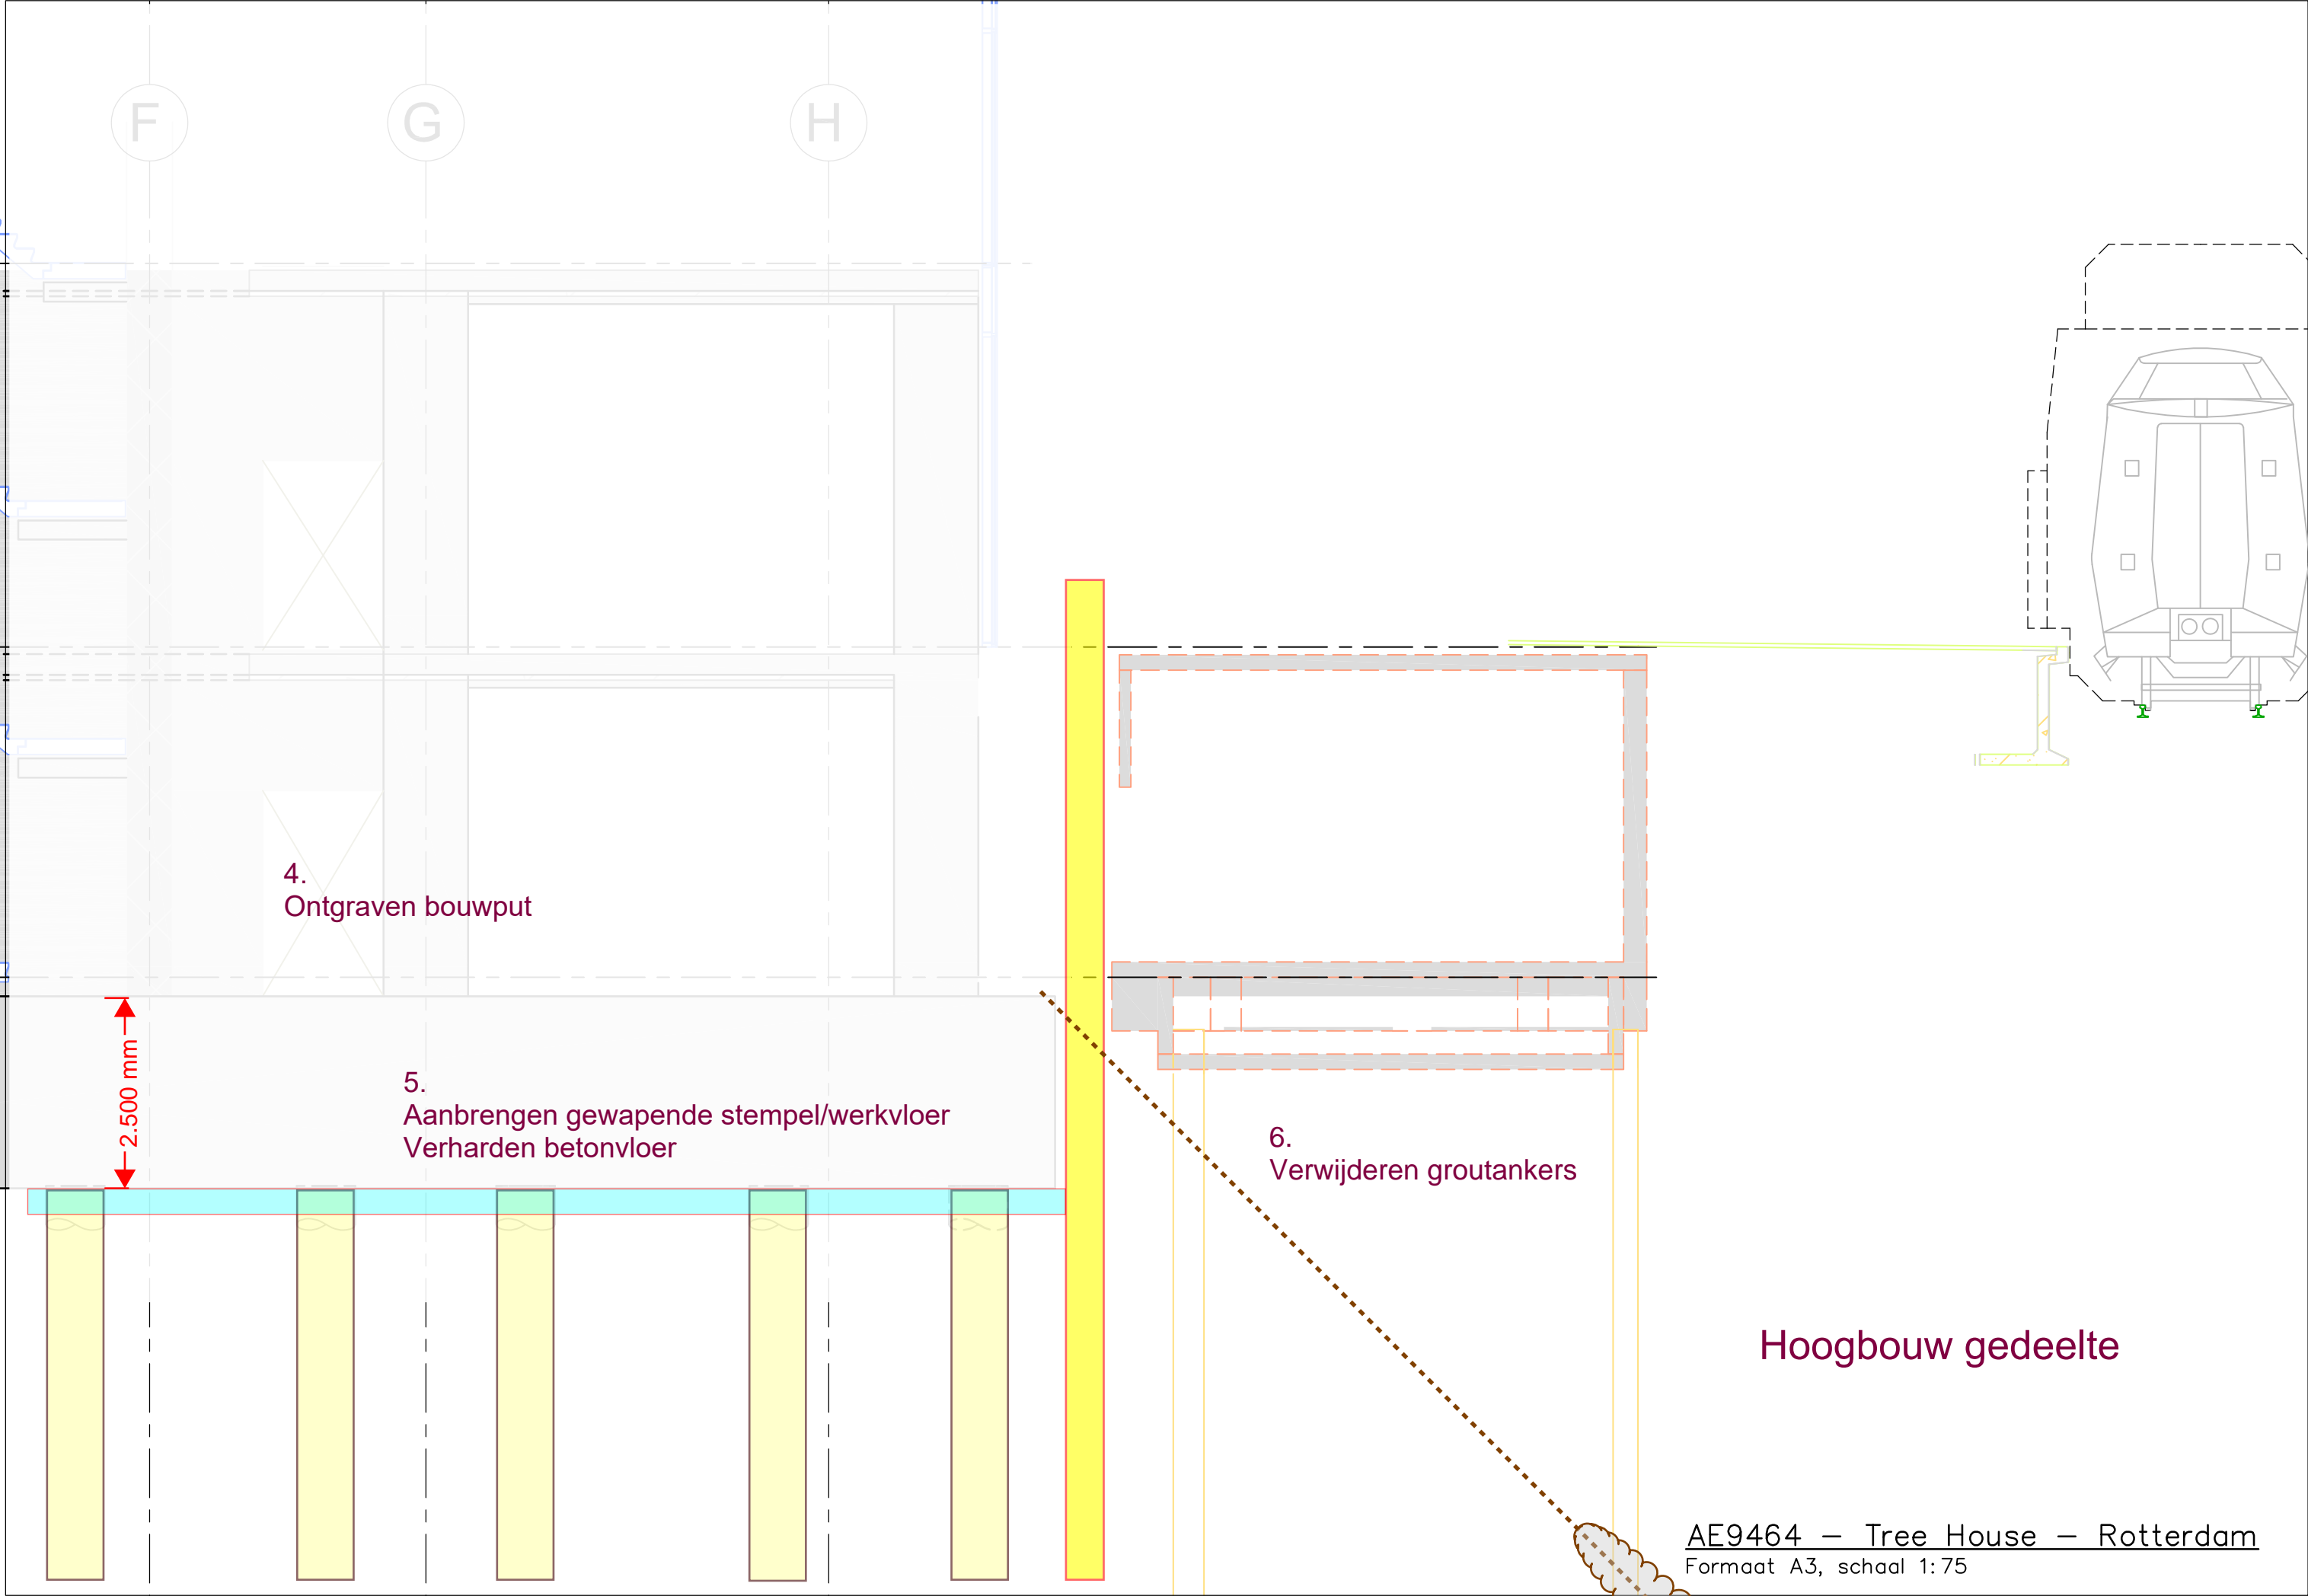 F
G
H
4.
Ontgraven bouwput
2.500 mm
5.
Aanbrengen gewapende stempel/werkvloer
Verharden betonvloer
6.
Verwijderen groutankers
Hoogbouw gedeelte
AE9464 – Tree House – Rotterdam
Formaat A3, schaal 1:75